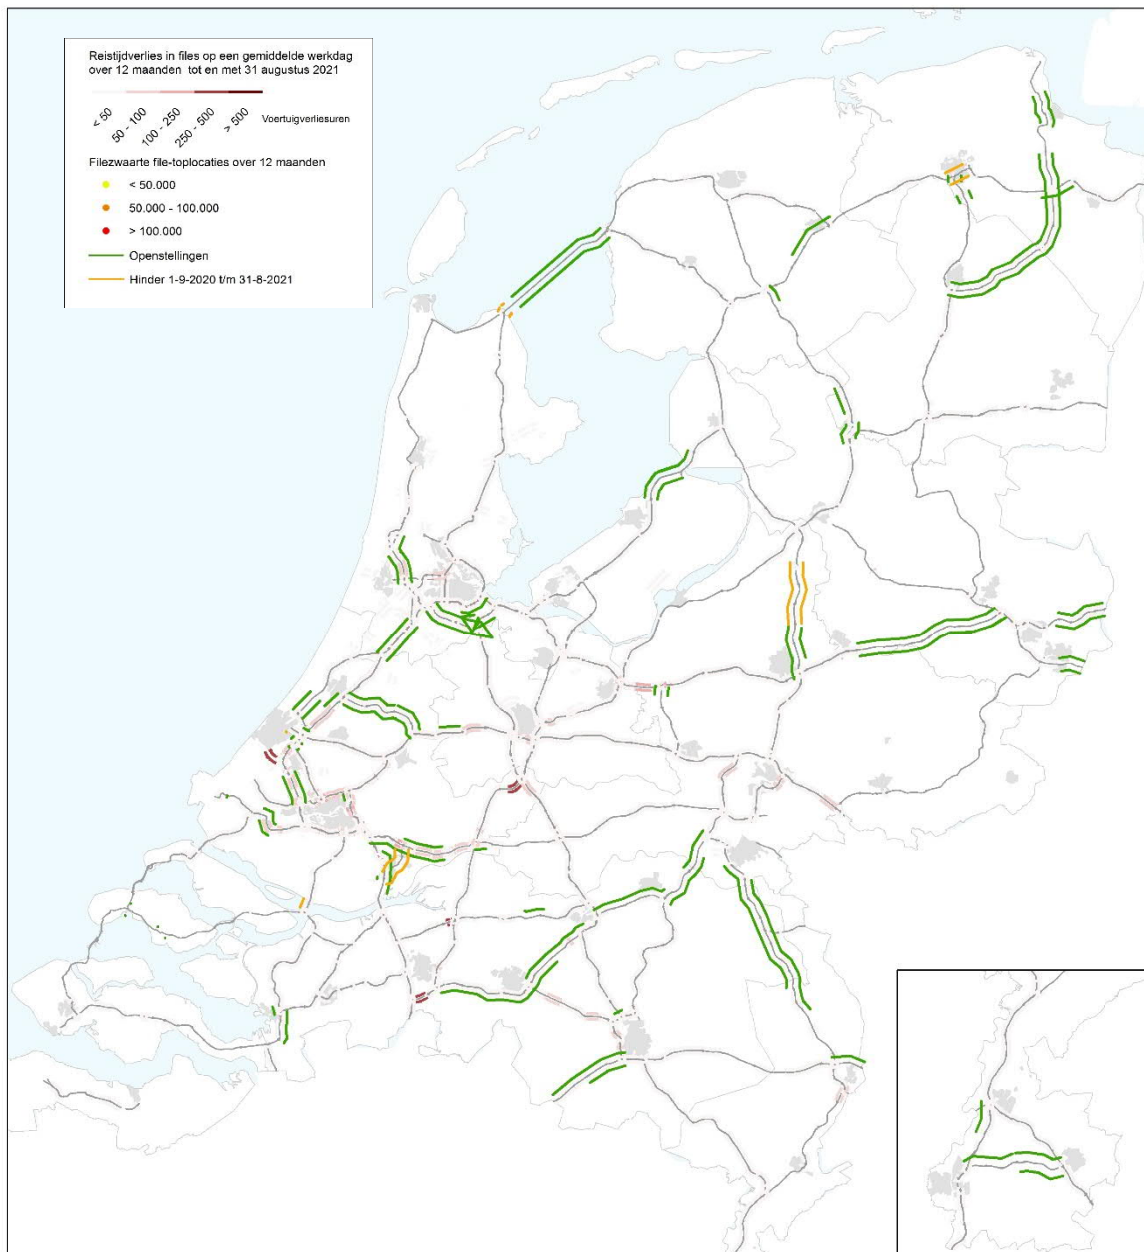 Reistijdverlies in files op een gemiddelde werkdag
over 12 maanden tot en met 31 augustus 2021
< 50
50 - 100
100 - 250
250 - 500
> 500
Voertuigverliesuren
Filezwaarte file-toplocaties over 12 maanden
< 50.000
50.000 - 100.000
> 100.000
Openstellingen
Hinder 1-9-2020 t/m 31-8-2021